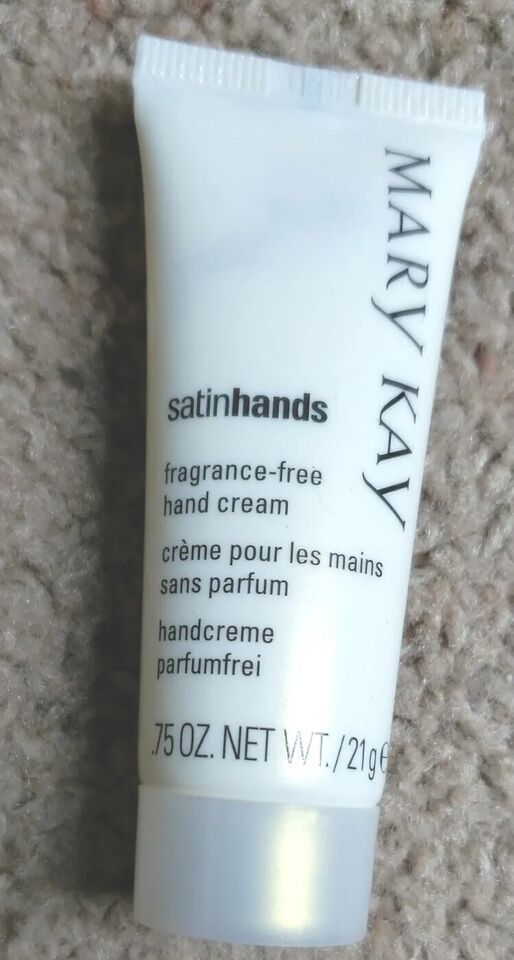 MARY KAY
satinhands
fragrance-free
hand cream
crème pour les mains
sans parfum
handcreme
parfumfrei
.75 OZ. NET WT./21g e